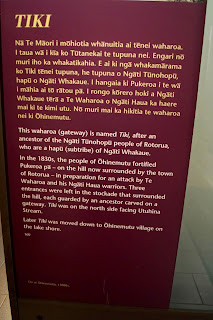 TIKI
Nā Te Māori i mōhiotia whānuitia ai tēnei waharoa.
I taua wā i kīa ko Tūtanekai te tupuna nei. Engari nō
muri iho ka whakatikahia. E ai ki ngā whakamārama
ko Tiki tēnei tupuna, he tupuna o Ngāti Tūnohopū,
hapū o Ngāti Whakaue. I hangaia ki Pukeroa i te wā
i māhia ai tō rātou pā. I rongo kōrero hoki a Ngāti
Whakaue tērā a Te Waharoa o Ngāti Haua ka haere
mai ki te kimi utu. Nō muri mai ka hikitia te waharoa
nei ki Ōhinemutu.
This waharoa (gateway) is named Tiki, after an
ancestor of the Ngāti Tūnohopū people of Rotorua,
who are a hapū (subtribe) of Ngāti Whakaue.
In the 1830s, the people of Ōhinemutu fortified
Pukeroa pā – on the hill now surrounded by the town
of Rotorua – in preparation for an attack by Te
Waharoa and his Ngāti Haua warriors. Three
entrances were left in the stockade that surrounded
the hill, each guarded by an ancestor carved on a
gateway. Tiki was on the north side facing Utuhina
Stream.
Later Tiki was moved down to Ōhinemutu village on
the lake shore.